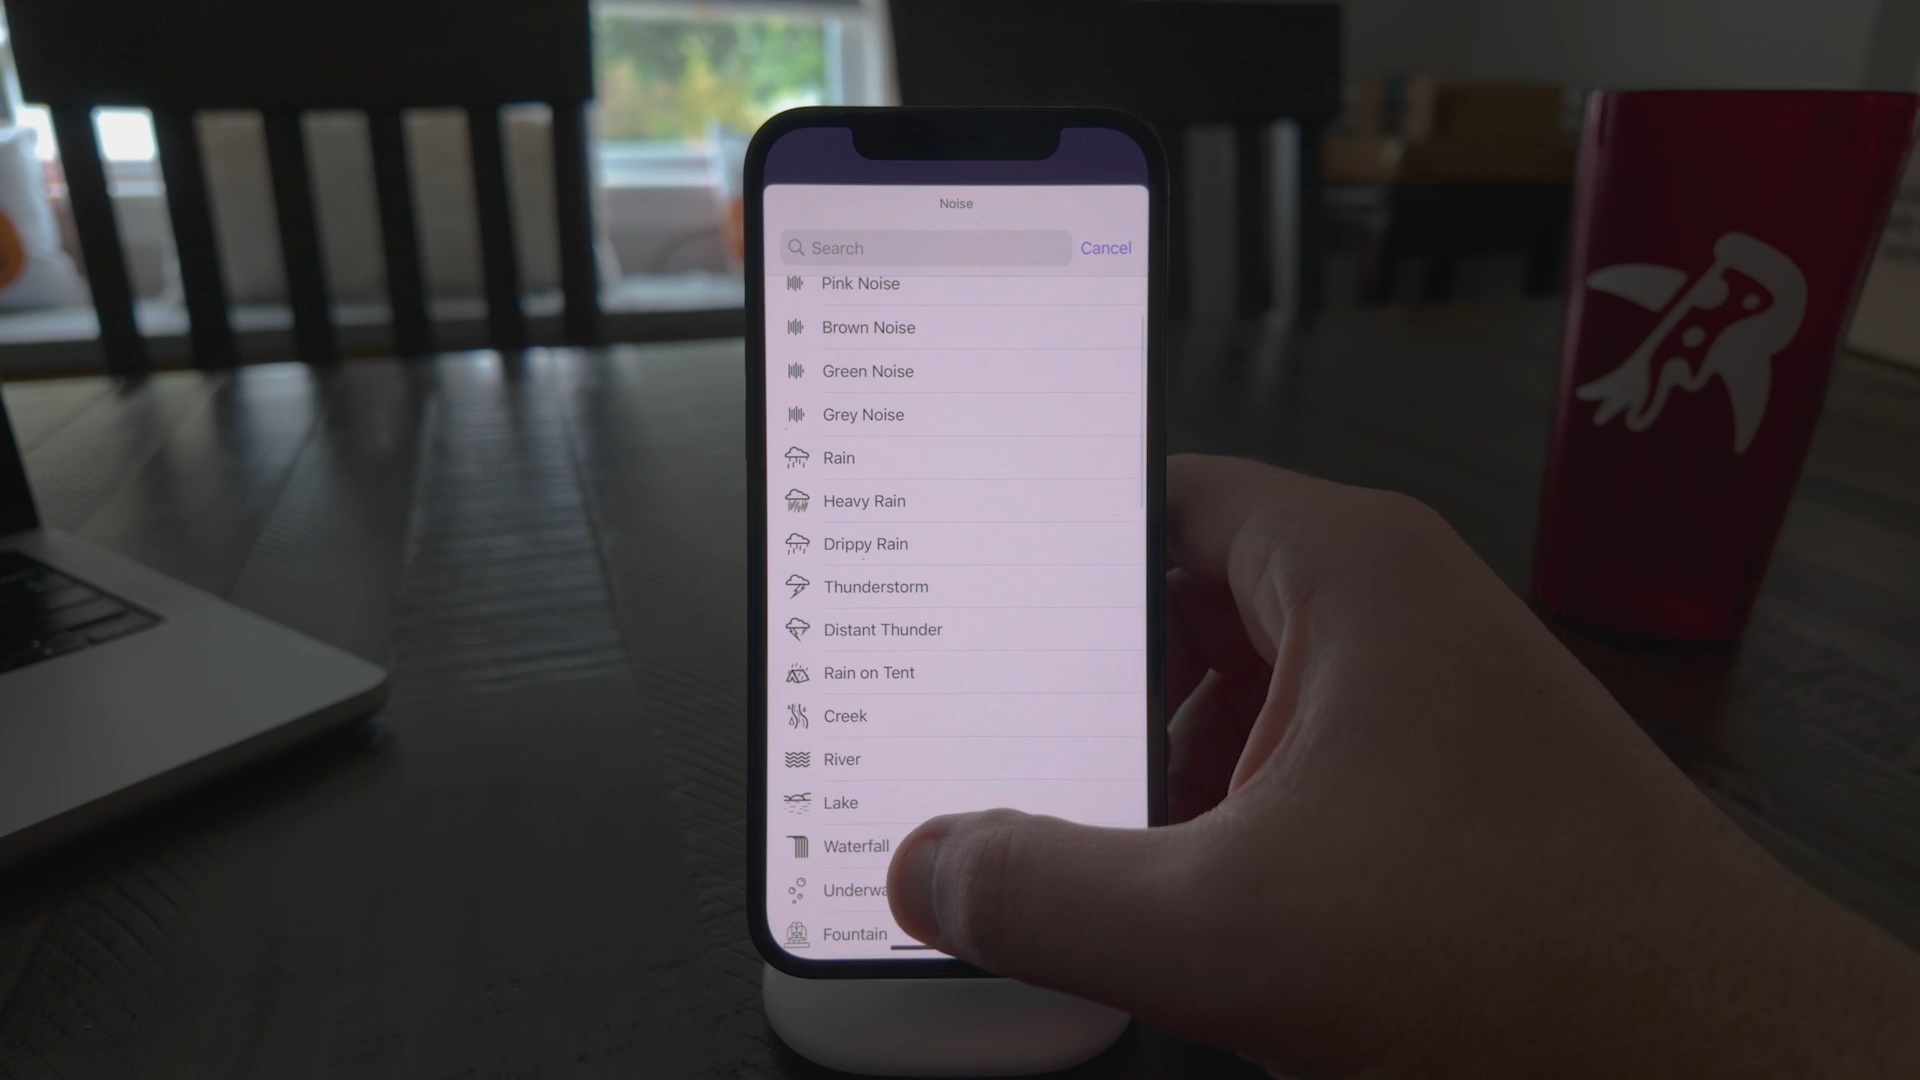 Noise
Search
Cancel
Pink Noise
Brown Noise
Green Noise
Grey Noise
Rain
Heavy Rain
Drippy Rain
Thunderstorm
Distant Thunder
Rain on Tent
Creek
River
Lake
Waterfall
Fountain